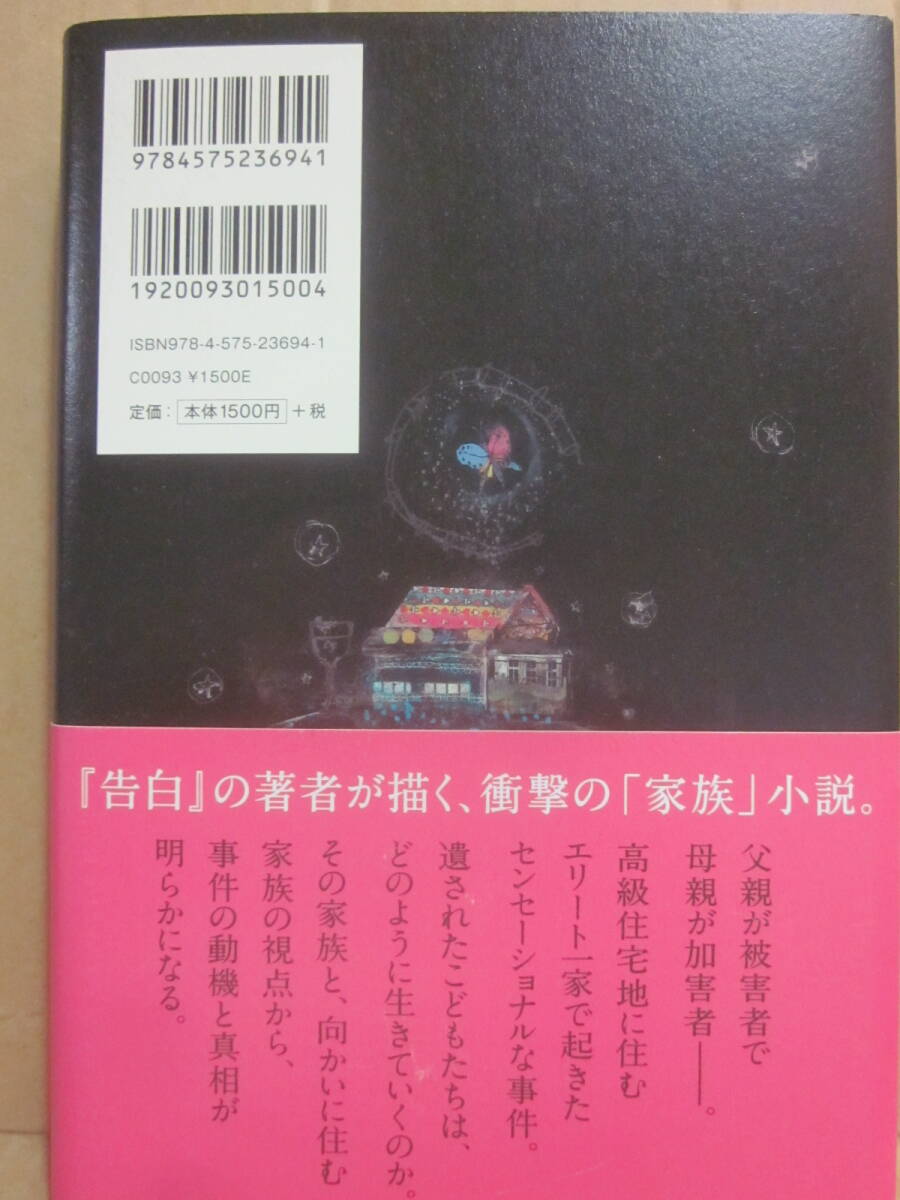 9784575236941
1920093015004
ISBN978-4-575-23694-1
C0093 ¥1500E
定価：本体1500円＋税
『告白』の著者が描く、衝撃の「家族」小説。
父親が被害者で
母親が加害者――。
高級住宅地に住む
エリート一家で起きた
センセーショナルな事件。
遺されたこどもたちは、
どのように生きていくのか。
その家族と、向かいに住む
家族の視点から、
事件の動機と真相が
明らかになる。